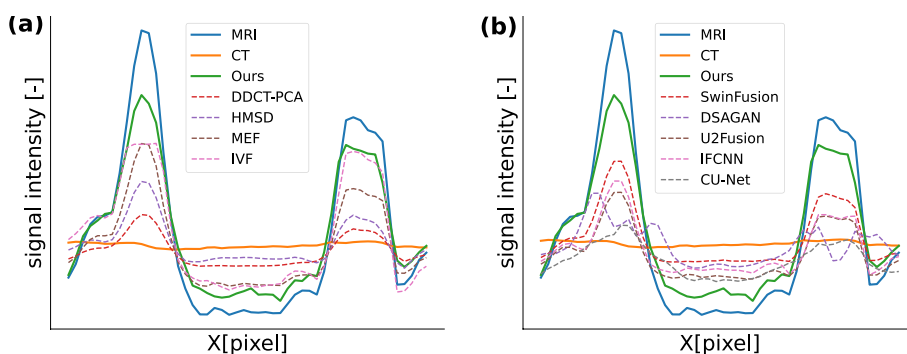 (a)
signal intensity [-]
MRI
CT
Ours
DDCT-PCA
HMSD
MEF
IVF
X[pixel]
(b)
signal intensity [-]
MRI
CT
Ours
SwinFusion
DSAGAN
U2Fusion
IFCNN
CU-Net
X[pixel]